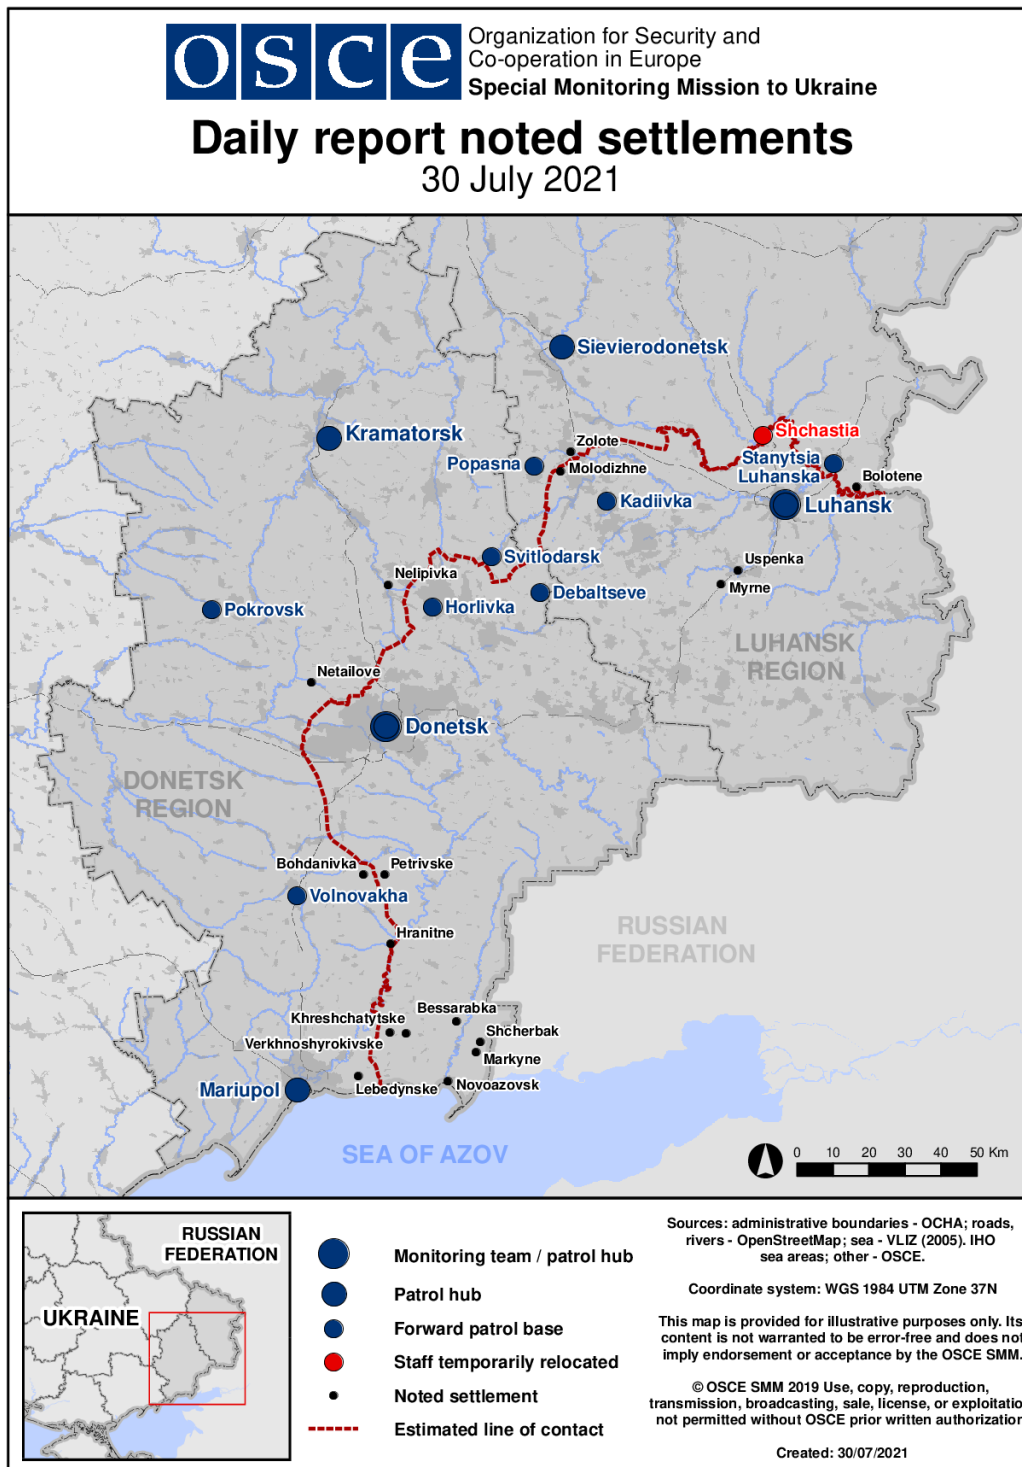 OSCE
Organization for Security and
Co-operation in Europe
Special Monitoring Mission to Ukraine
Daily report noted settlements
30 July 2021
Sievierodonetsk
Kramatorsk
Shchastia
Zolote
Popasna
Molodizhne
Stanytsia
Luhanska
Bolotene
Kadiivka
Luhansk
Svitlodarsk
Uspenka
Nelipivka
Myrne
Debaltseve
Pokrovsk
Horlivka
LUHANSK
REGION
Netailove
Donetsk
DONETSK
REGION
Bohdanivka
Petrivske
Volnovakha
Hranitne
RUSSIAN
FEDERATION
Bessarabka
Khreshchatytske
Shcherbak
Verkhnoshyrokivske
Markyne
Mariupol
Lebedynske
Novoazovsk
SEA OF AZOV
0 10 20 30 40 50 Km
RUSSIAN
FEDERATION
UKRAINE
Monitoring team / patrol hub
Patrol hub
Forward patrol base
Staff temporarily relocated
Noted settlement
Estimated line of contact
Sources: administrative boundaries - OCHA; roads,
rivers - OpenStreetMap; sea - VLIZ (2005). IHO
sea areas; other - OSCE.
Coordinate system: WGS 1984 UTM Zone 37N
This map is provided for illustrative purposes only. Its
content is not warranted to be error-free and does not
imply endorsement or acceptance by the OSCE SMM.
© OSCE SMM 2019 Use, copy, reproduction,
transmission, broadcasting, sale, license, or exploitatio
not permitted without OSCE prior written authorization
Created: 30/07/2021